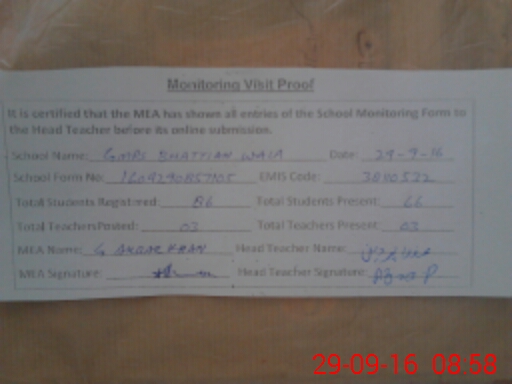 Monitoring Visit Proof
It is certified that the MEA has shown all entries of the School Monitoring Form to
the Head Teacher before its online submission.
School Name: GMPS BHATTIAN WALA Date: 29-9-16
School Form No: EMIS Code:
Total Students Registered: 86 Total Students Present: 66
Total Teachers Posted: 03 Total Teachers Present: 03
MEA Name: G AKBAR KHAN Head Teacher Name:
MEA Signature: Head Teacher Signature:
29-09-16 08:58